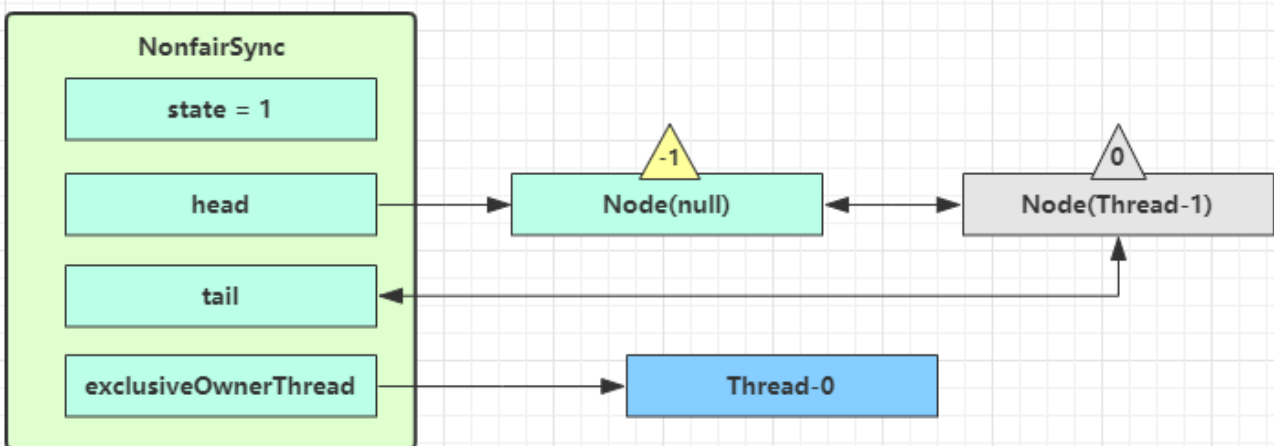 NonfairSync
state = 1
-1
0
head
Node(null)
Node(Thread-1)
tail
exclusiveOwnerThread
Thread-0